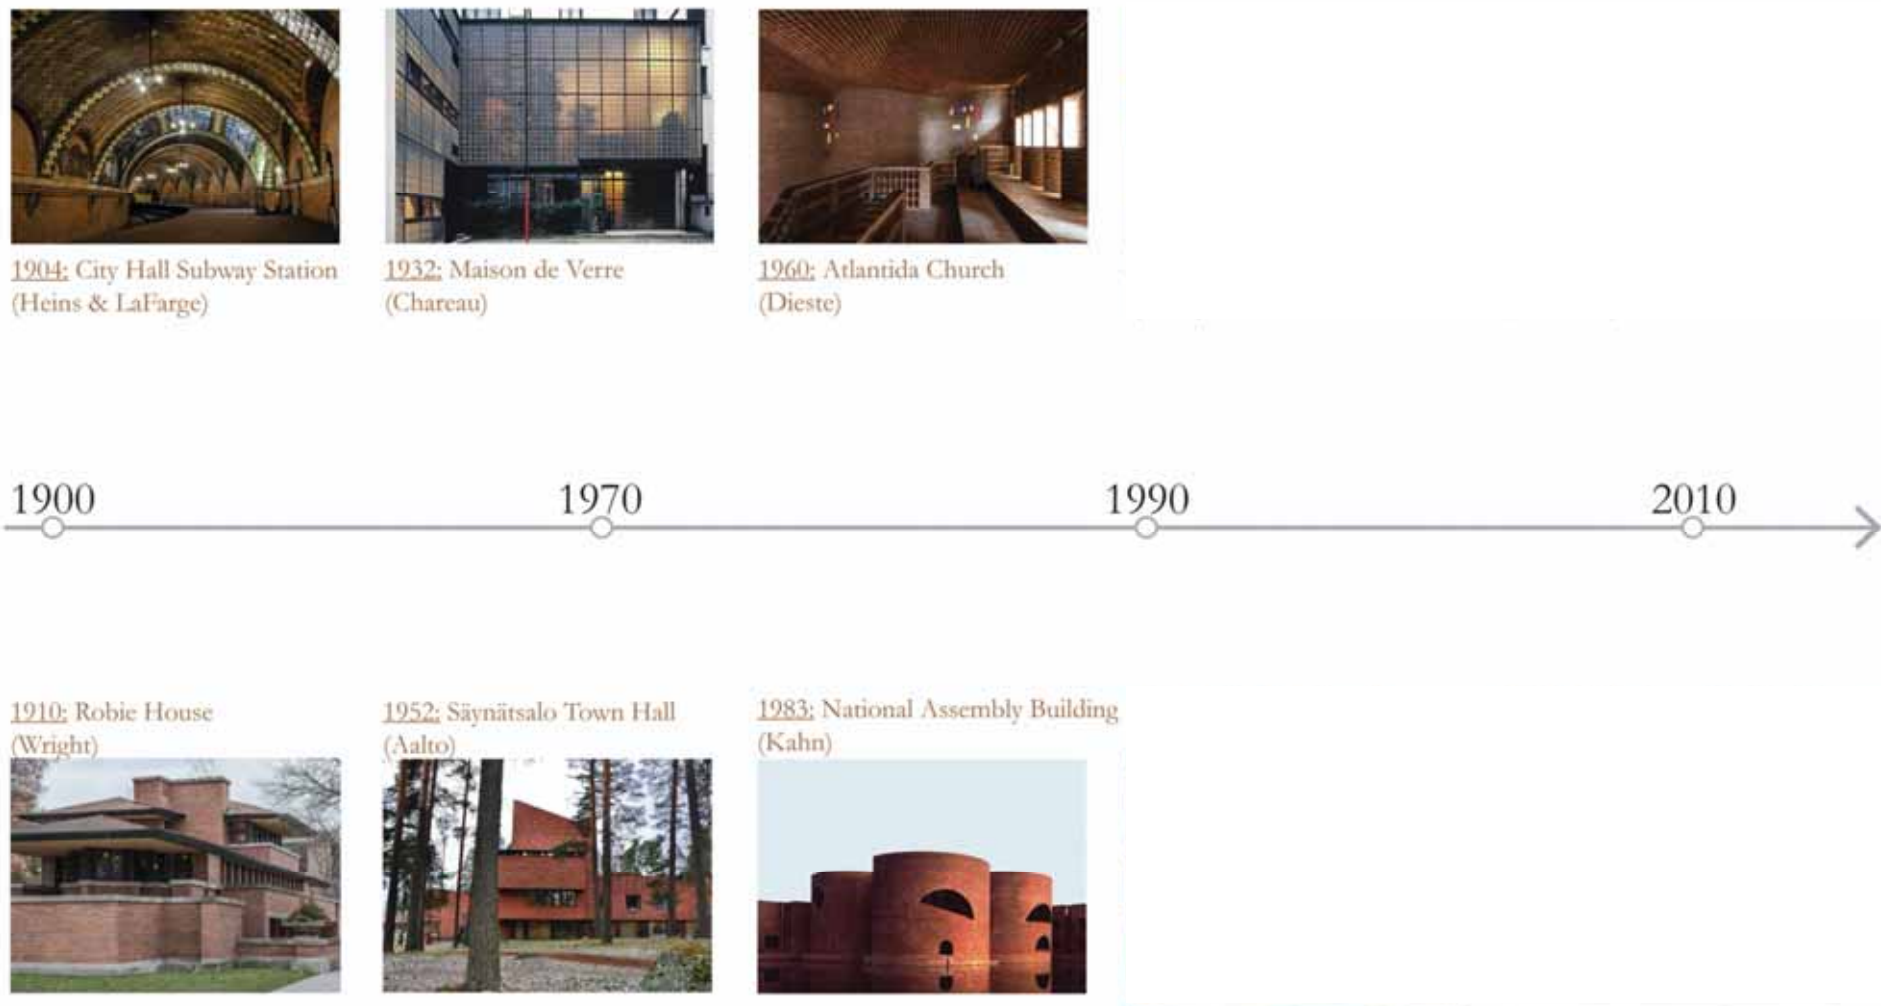 1904: City Hall Subway Station
(Heins & LaFarge)
1932: Maison de Verre
(Chareau)
1960: Atlantida Church
(Dieste)
1900
1970
1990
2010
1910: Robie House
(Wright)
1952: Säynätsalo Town Hall
(Aalto)
1983: National Assembly Building
(Kahn)